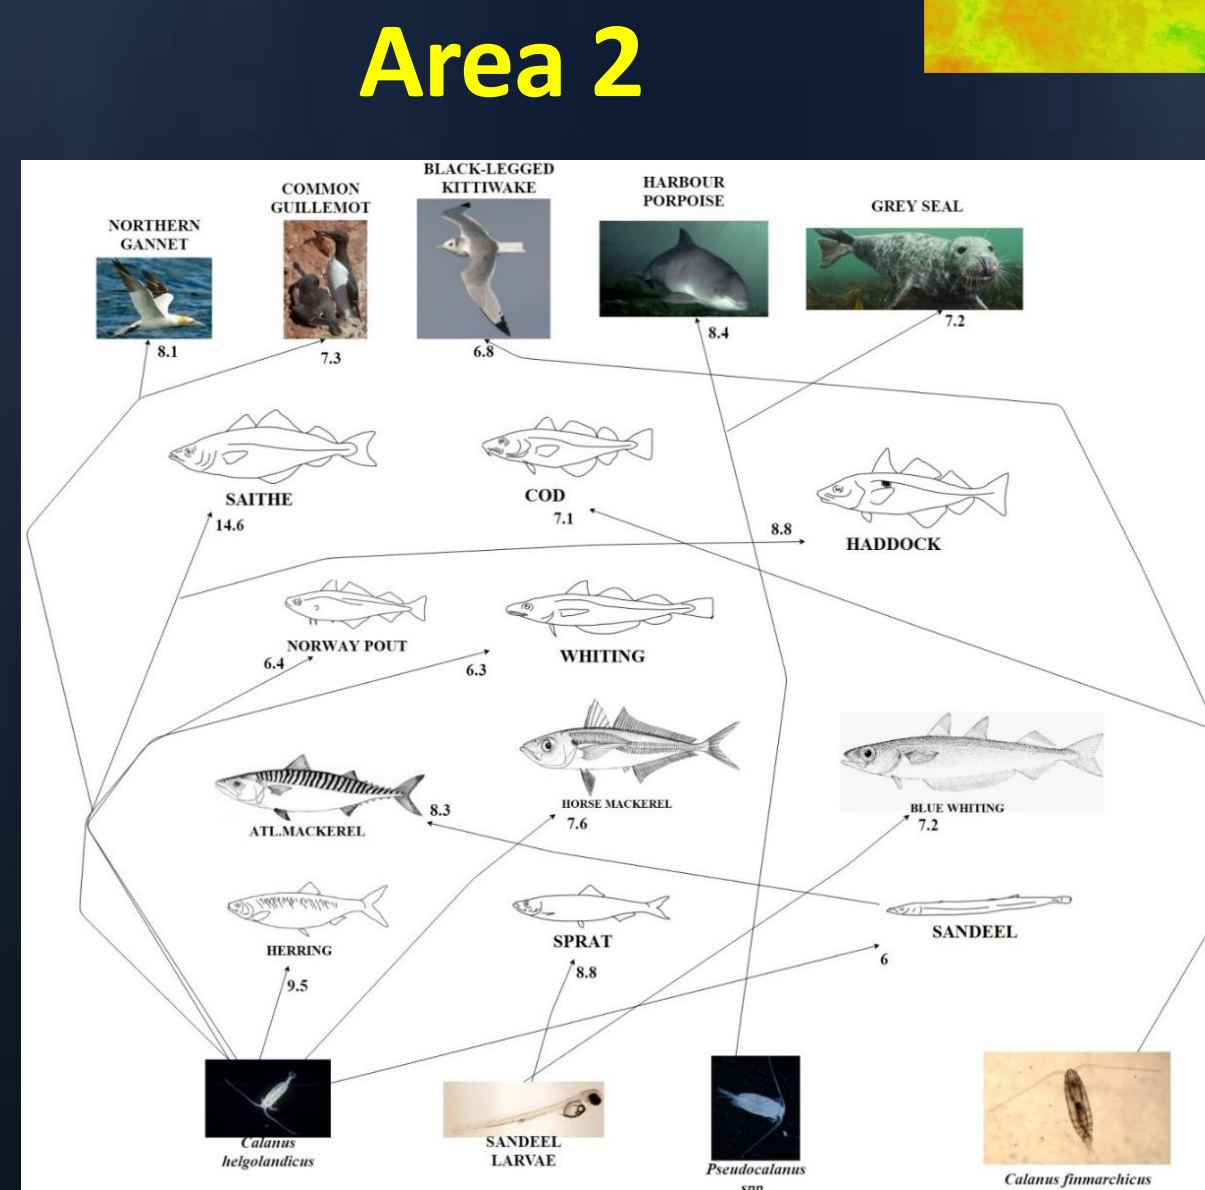 Area 2
BLACK-LEGGED
KITTIWAKE
HARBOUR
PORPOISE
COMMON
GUILLEMOT
GREY SEAL
NORTHERN
GANNET
8.1
7.3
6.8
8.4
7.2
SAITHE
14.6
COD
7.1
8.8
HADDOCK
NORWAY POUT
6.4
WHITING
6.3
ATL.MACKEREL
8.3
HORSE MACKEREL
7.6
BLUE WHITING
7.2
HERRING
9.5
SPRAT
8.8
SANDEEL
6
Calanus
helgolandicus
SANDEEL
LARVAE
Pseudocalanus
spp
Calanus finmarchicus